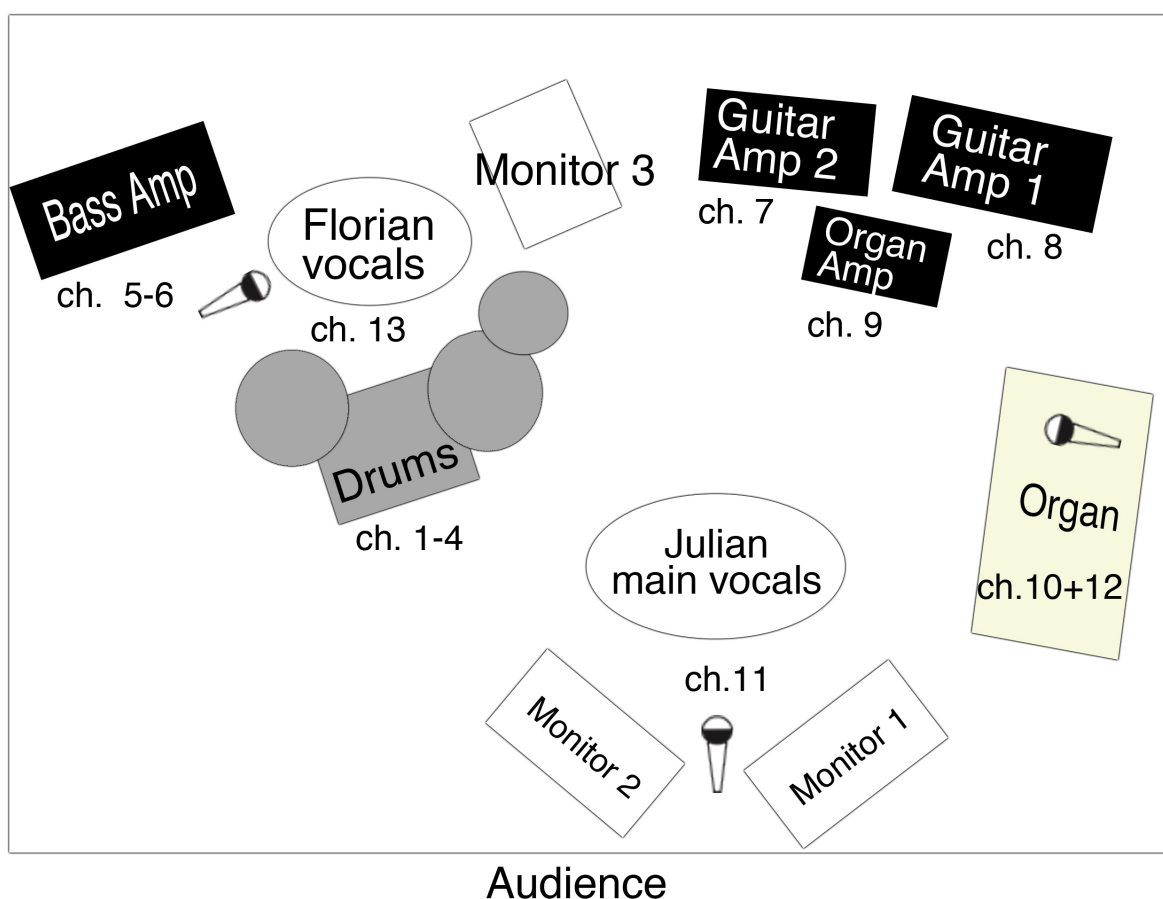 Bass Amp
ch. 5-6
Florian
vocals
ch. 13
Monitor 3
Guitar
Amp 2
ch. 7
Guitar
Amp 1
ch. 8
Organ
Amp
ch. 9
Drums
ch. 1-4
Organ
ch.10+12
Julian
main vocals
ch.11
Monitor 2
Monitor 1
Audience